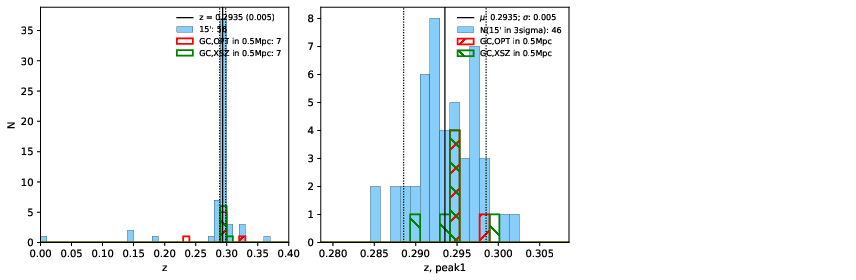 z = 0.2935 (0.005)
15': 56
GC,OPT in 0.5Mpc: 7
GC,XSZ in 0.5Mpc: 7
N
35
30
25
20
15
10
5
0
0.00 0.05 0.10 0.15 0.20 0.25 0.30 0.35 0.40
z
μ: 0.2935; σ: 0.005
N(15' in 3sigma): 46
GC,OPT in 0.5Mpc
GC,XSZ in 0.5Mpc
8
7
6
5
4
3
2
1
0
0.280 0.285 0.290 0.295 0.300 0.305
z, peak1